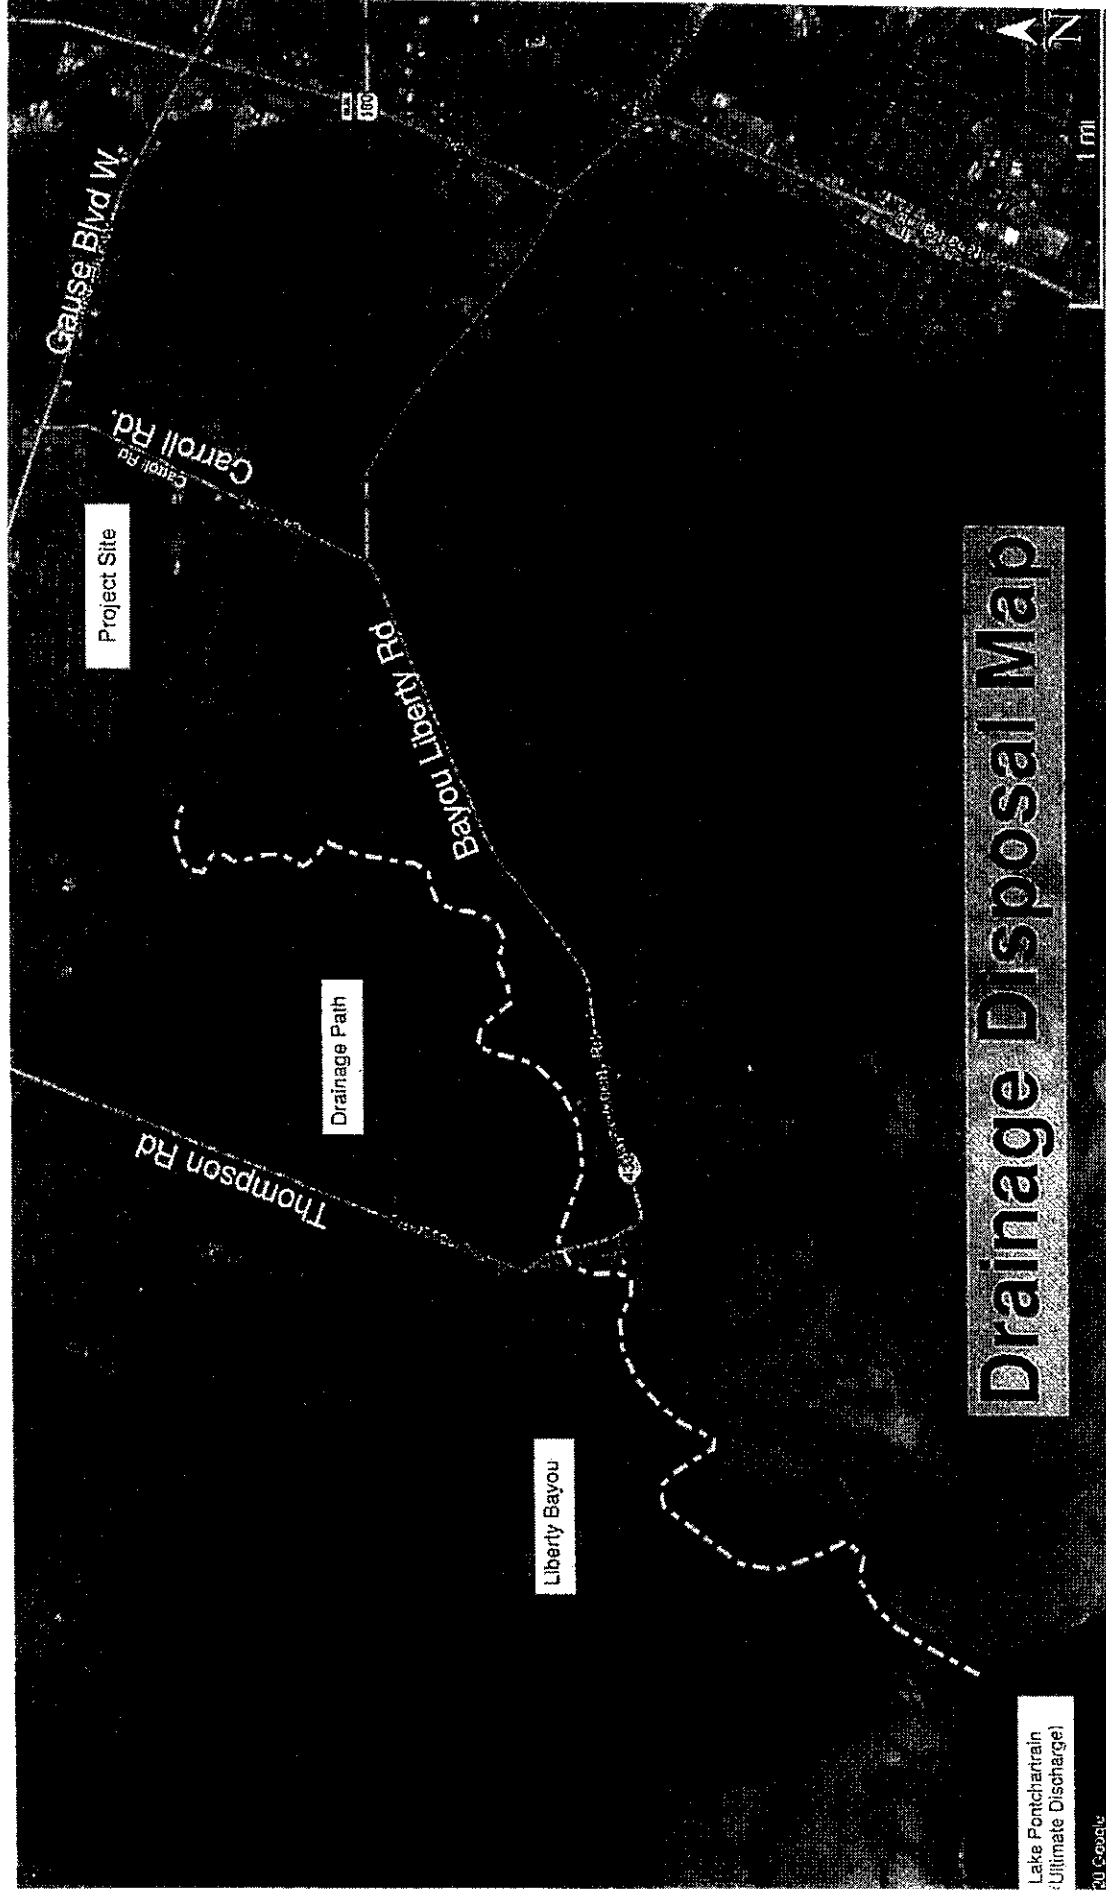 Gause Blvd W.
Carroll Rd.
Carroll Rd
Project Site
Bayou Liberty Rd
Drainage Path
Thompson Rd
Liberty Bayou
Drainage Disposal Map
Lake Pontchartrain
(Ultimate Discharge)
1 mi
N